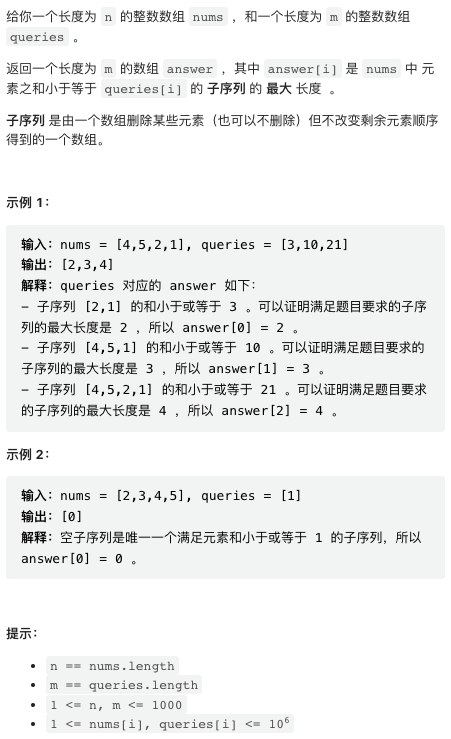 给你一个长度为 n 的整数数组 nums ，和一个长度为 m 的整数数组
queries 。
返回一个长度为 m 的数组 answer ，其中 answer[i] 是 nums 中 元
素之和小于等于 queries[i] 的 子序列 的 最大 长度 。
子序列 是由一个数组删除某些元素（也可以不删除）但不改变剩余元素顺序
得到的一个数组。
示例 1：
输入：nums = [4,5,2,1], queries = [3,10,21]
输出：[2,3,4]
解释：queries 对应的 answer 如下：
- 子序列 [2,1] 的和小于或等于 3 。可以证明满足题目要求的子序
列的最大长度是 2 ，所以 answer[0] = 2 。
- 子序列 [4,5,1] 的和小于或等于 10 。可以证明满足题目要求的
子序列的最大长度是 3 ，所以 answer[1] = 3 。
- 子序列 [4,5,2,1] 的和小于或等于 21 。可以证明满足题目要求
的子序列的最大长度是 4 ，所以 answer[2] = 4 。
示例 2：
输入：nums = [2,3,4,5], queries = [1]
输出：[0]
解释：空子序列是唯一一个满足元素和小于或等于 1 的子序列，所以
answer[0] = 0 。
提示：
• n == nums.length
• m == queries.length
• 1 <= n, m <= 1000
• 1 <= nums[i], queries[i] <= 10⁶